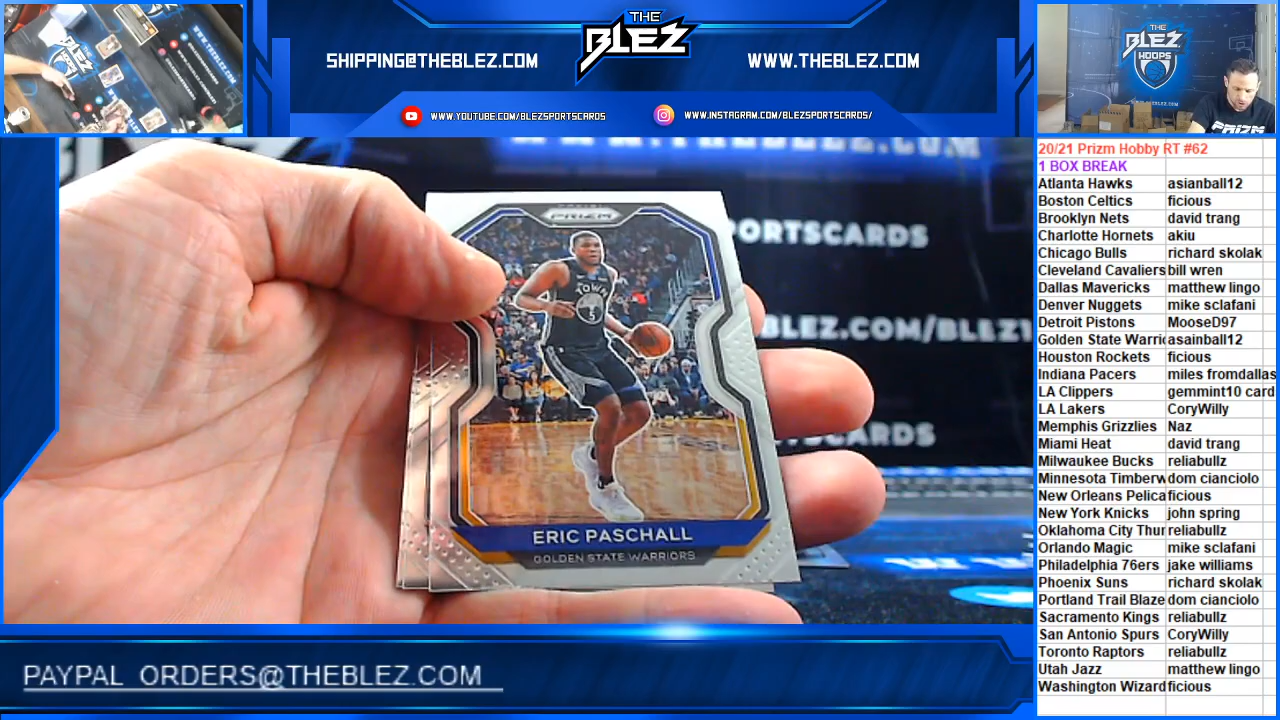 SHIPPING@THEBLEZ.COM
THE
BLEZ
WWW.THEBLEZ.COM
WWW.YOUTUBE.COM/BLEZSPORTSCARDS
WWW.INSTAGRAM.COM/BLEZSPORTSCARDS/
THE
BLEZ
HOOPS
PRIZM
20/21 Prizm Hobby RT #62
1 BOX BREAK
Atlanta Hawks asianball12
Boston Celtics ficious
Brooklyn Nets david trang
Charlotte Hornets akiu
Chicago Bulls richard skolak
Cleveland Cavaliers bill wren
Dallas Mavericks matthew lingo
Denver Nuggets mike sclafani
Detroit Pistons MooseD97
Golden State Warri asainball12
Houston Rockets ficious
Indiana Pacers miles fromdallas
LA Clippers gemmint10 card
LA Lakers CoryWilly
Memphis Grizzlies Naz
Miami Heat david trang
Milwaukee Bucks reliabullz
Minnesota Timberw dom cianciolo
New Orleans Pelica ficious
New York Knicks john spring
Oklahoma City Thu reliabullz
Orlando Magic mike sclafani
Philadelphia 76ers jake williams
Phoenix Suns richard skolak
Portland Trail Blaze dom cianciolo
Sacramento Kings reliabullz
San Antonio Spurs CoryWilly
Toronto Raptors reliabullz
Utah Jazz matthew lingo
Washington Wizard ficious
PORTSCARDS
PRIZM
TOWN
5
ERIC PASCHALL
GOLDEN STATE WARRIORS
PAYPAL ORDERS@THEBLEZ.COM